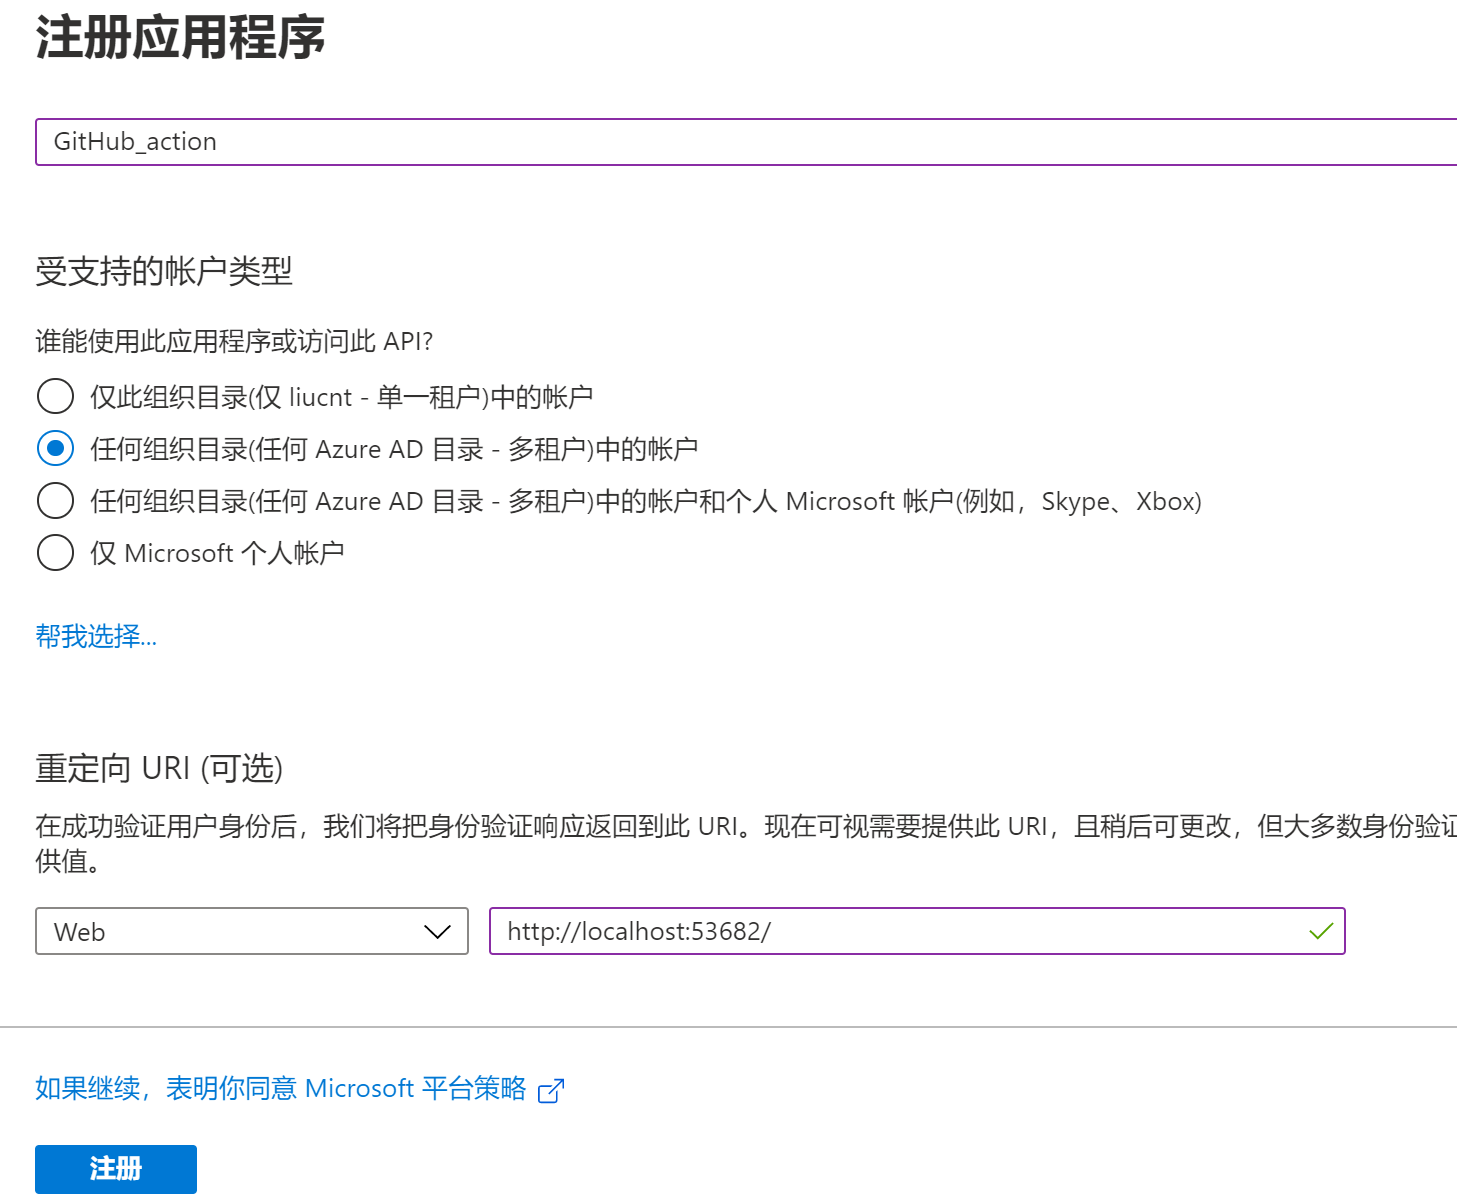 注册应用程序
GitHub_action
受支持的帐户类型
谁能使用此应用程序或访问此 API?
仅此组织目录(仅 liucnt - 单一租户)中的帐户
任何组织目录(任何 Azure AD 目录 - 多租户)中的帐户
任何组织目录(任何 Azure AD 目录 - 多租户)中的帐户和个人 Microsoft 帐户(例如，Skype、Xbox)
仅 Microsoft 个人帐户
帮我选择...
重定向 URI (可选)
在成功验证用户身份后，我们将把身份验证响应返回到此 URI。现在可视需要提供此 URI，且稍后可更改，但大多数身份验证
供值。
Web
http://localhost:53682/
如果继续，表明你同意 Microsoft 平台策略
注册